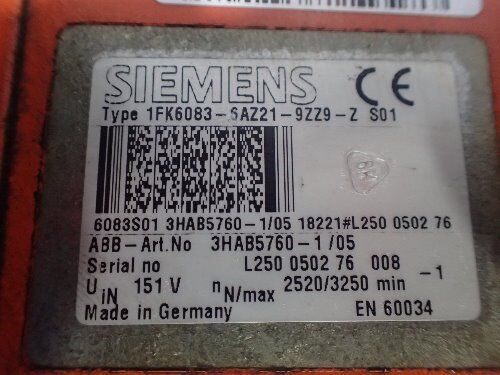 SIEMENS CE
Type 1FK6083-6AZ21-9ZZ9-Z S01
6083S01 3HAB5760-1/05 18221#L250 0502 76
ABB-Art.No 3HAB5760-1/05
Serial no L250 0502 76 008
U IN 151 V n N/max 2520/3250 min -1
Made in Germany EN 60034